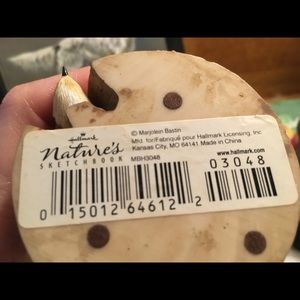 Hallmark
Nature's
SKETCHBOOK
© Marjolein Bastin
Mfd. for/Fabriqué pour Hallmark Licensing, Inc.
Kansas City, MO 64141 Made in China
MBH3048
www.hallmark.com
03048
0 15012 64612 2